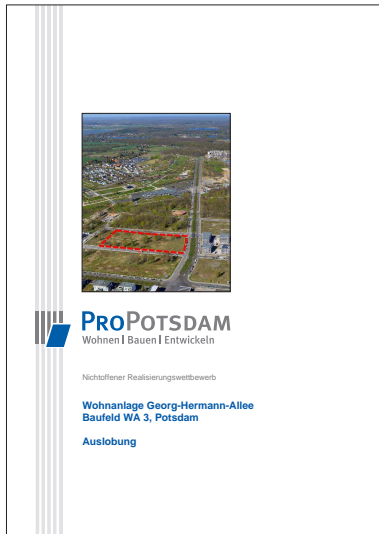 PROPOTSDAM
Wohnen | Bauen | Entwickeln
Nichtoffener Realisierungswettbewerb
Wohnanlage Georg-Hermann-Allee
Baufeld WA 3, Potsdam
Auslobung